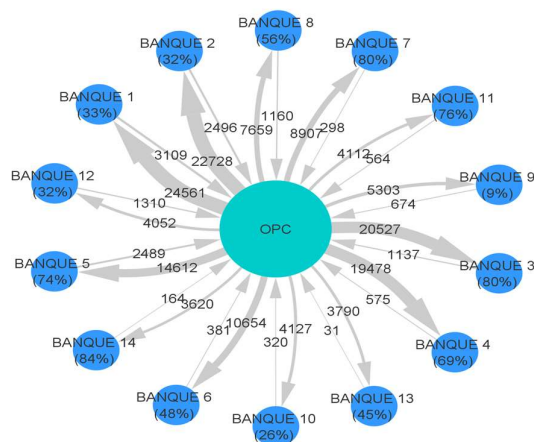 BANQUE 8
(56%)
BANQUE 2
(32%)
BANQUE 7
(80%)
BANQUE 1
(33%)
BANQUE 11
(76%)
2496
7659
1160
8907
298
4112
564
3109
22728
24561
BANQUE 12
(32%)
1310
4052
5303
674
BANQUE 9
(9%)
OPC
20527
1137
BANQUE 5
(74%)
2489
14612
19478
575
BANQUE 3
(80%)
164
3620
381
10654
4127
320
3790
31
BANQUE 14
(84%)
BANQUE 4
(69%)
BANQUE 6
(48%)
BANQUE 10
(26%)
BANQUE 13
(45%)